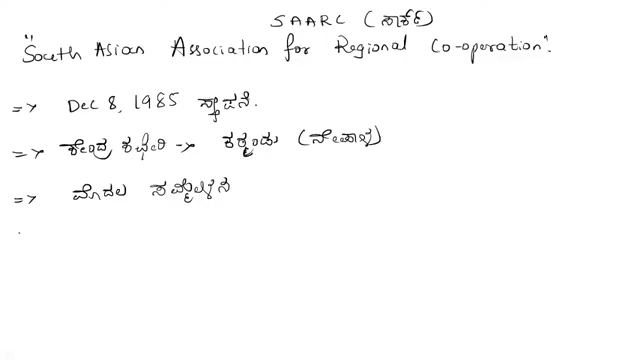 SAARC (ಸಾರ್ಕ್)
"South Asian Association for Regional Co-operation".
=> Dec 8, 1985 ಸ್ಥಾಪನೆ.
=> ಕೇಂದ್ರ ಕಛೇರಿ -> ಕಠ್ಮಂಡು (ನೇಪಾಳ)
=> ಮೊದಲ ಸಮ್ಮೇಳನ